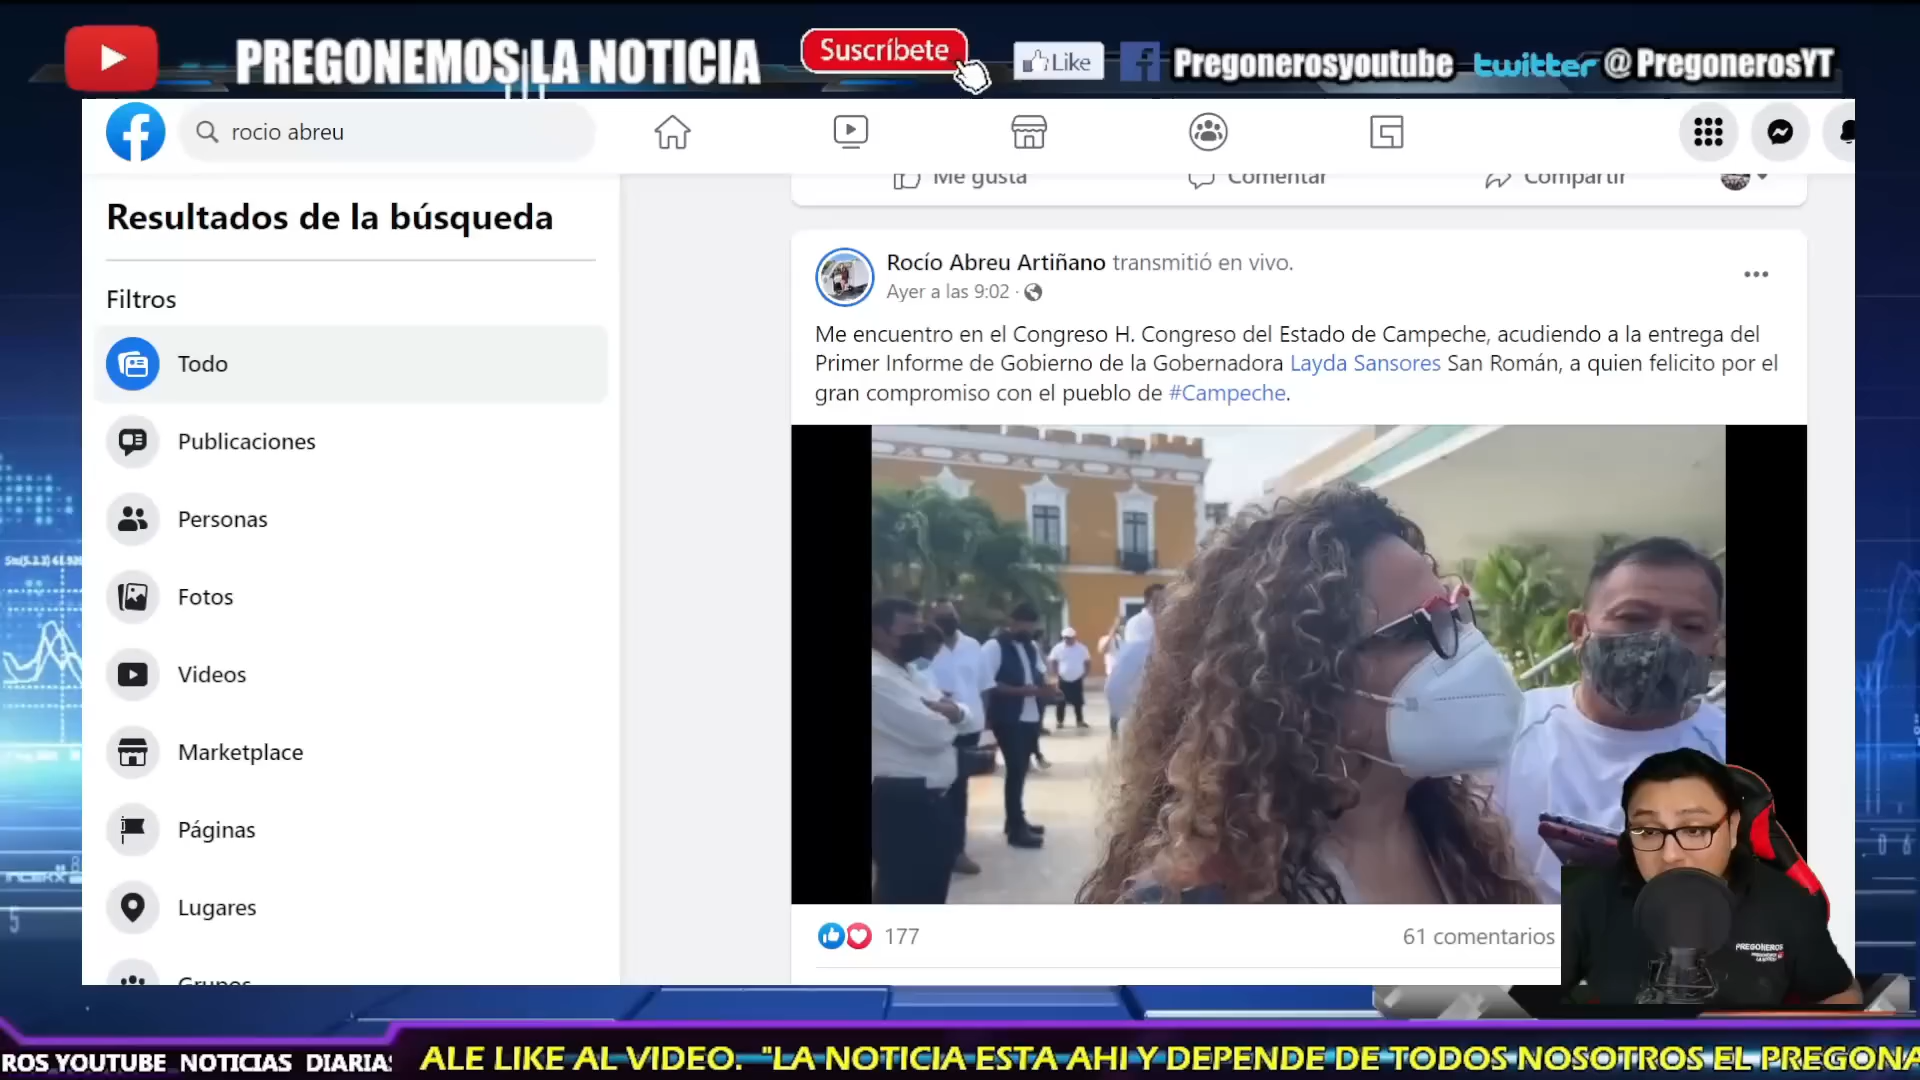 PREGONEMOS LA NOTICIA
Suscríbete
Like
Pregonerosyoutube
twitter @PregonerosYT
rocio abreu
Me gusta
Comentar
Compartir
Resultados de la búsqueda
Filtros
Todo
Publicaciones
Personas
Fotos
Videos
Marketplace
Páginas
Lugares
Grupos
Rocío Abreu Artiñano transmitió en vivo.
Ayer a las 9:02 ·
Me encuentro en el Congreso H. Congreso del Estado de Campeche, acudiendo a la entrega del
Primer Informe de Gobierno de la Gobernadora Layda Sansores San Román, a quien felicito por el
gran compromiso con el pueblo de #Campeche.
177
61 comentarios
PREGONEROS
ROS YOUTUBE NOTICIAS DIARIAS
ALE LIKE AL VIDEO. "LA NOTICIA ESTA AHI Y DEPENDE DE TODOS NOSOTROS EL PREGONA